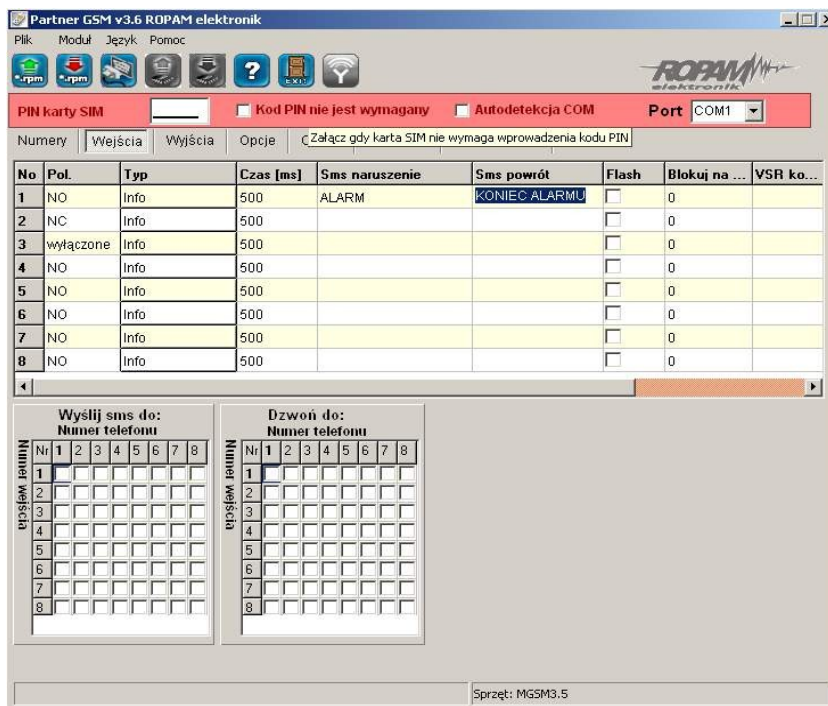 Partner GSM v3.6 ROPAM elektronik
Plik Moduł Język Pomoc
*.rpm *.rpm ? EXIT ROPAM elektronik
PIN karty SIM Kod PIN nie jest wymagany Autodetekcja COM Port COM1
Numery Wejścia Wyjścia Opcje Załącz gdy karta SIM nie wymaga wprowadzenia kodu PIN
No Pol. Typ Czas [ms] Sms naruszenie Sms powrót Flash Blokuj na ... VSR ko...
1 NO Info 500 ALARM KONIEC ALARMU 0
2 NC Info 500 0
3 wyłączone Info 500 0
4 NO Info 500 0
5 NO Info 500 0
6 NO Info 500 0
7 NO Info 500 0
8 NO Info 500 0
Wyślij sms do:
Numer telefonu
Numer wejścia
Nr 1 2 3 4 5 6 7 8
1
2
3
4
5
6
7
8
Dzwoń do:
Numer telefonu
Numer wejścia
Nr 1 2 3 4 5 6 7 8
1
2
3
4
5
6
7
8
Sprzęt: MGSM3.5